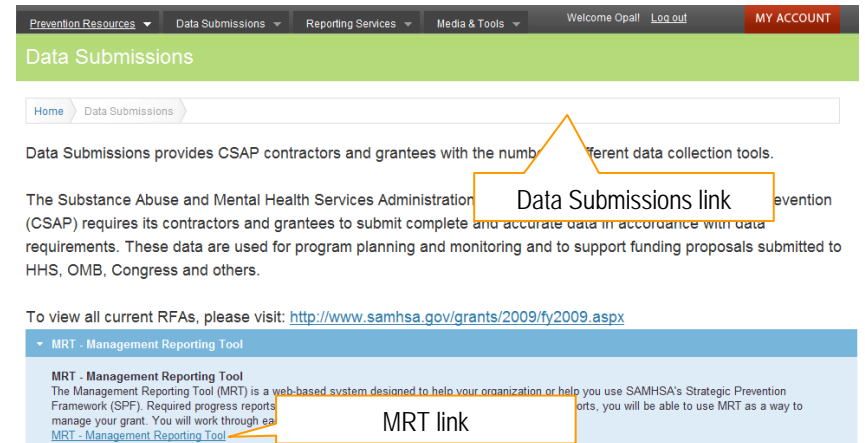 Prevention Resources Data Submissions Reporting Services Media & Tools Welcome Opal! Log out MY ACCOUNT
Data Submissions
Home Data Submissions
Data Submissions provides CSAP contractors and grantees with the numb fferent data collection tools.
Data Submissions link
The Substance Abuse and Mental Health Services Administration evention
(CSAP) requires its contractors and grantees to submit complete and accurate data in accordance with data
requirements. These data are used for program planning and monitoring and to support funding proposals submitted to
HHS, OMB, Congress and others.
To view all current RFAs, please visit: http://www.samhsa.gov/grants/2009/fy2009.aspx
MRT - Management Reporting Tool
MRT - Management Reporting Tool
The Management Reporting Tool (MRT) is a web-based system designed to help your organization or help you use SAMHSA's Strategic Prevention
Framework (SPF). Required progress reports orts, you will be able to use MRT as a way to
manage your grant. You will work through ea
MRT link
MRT - Management Reporting Tool